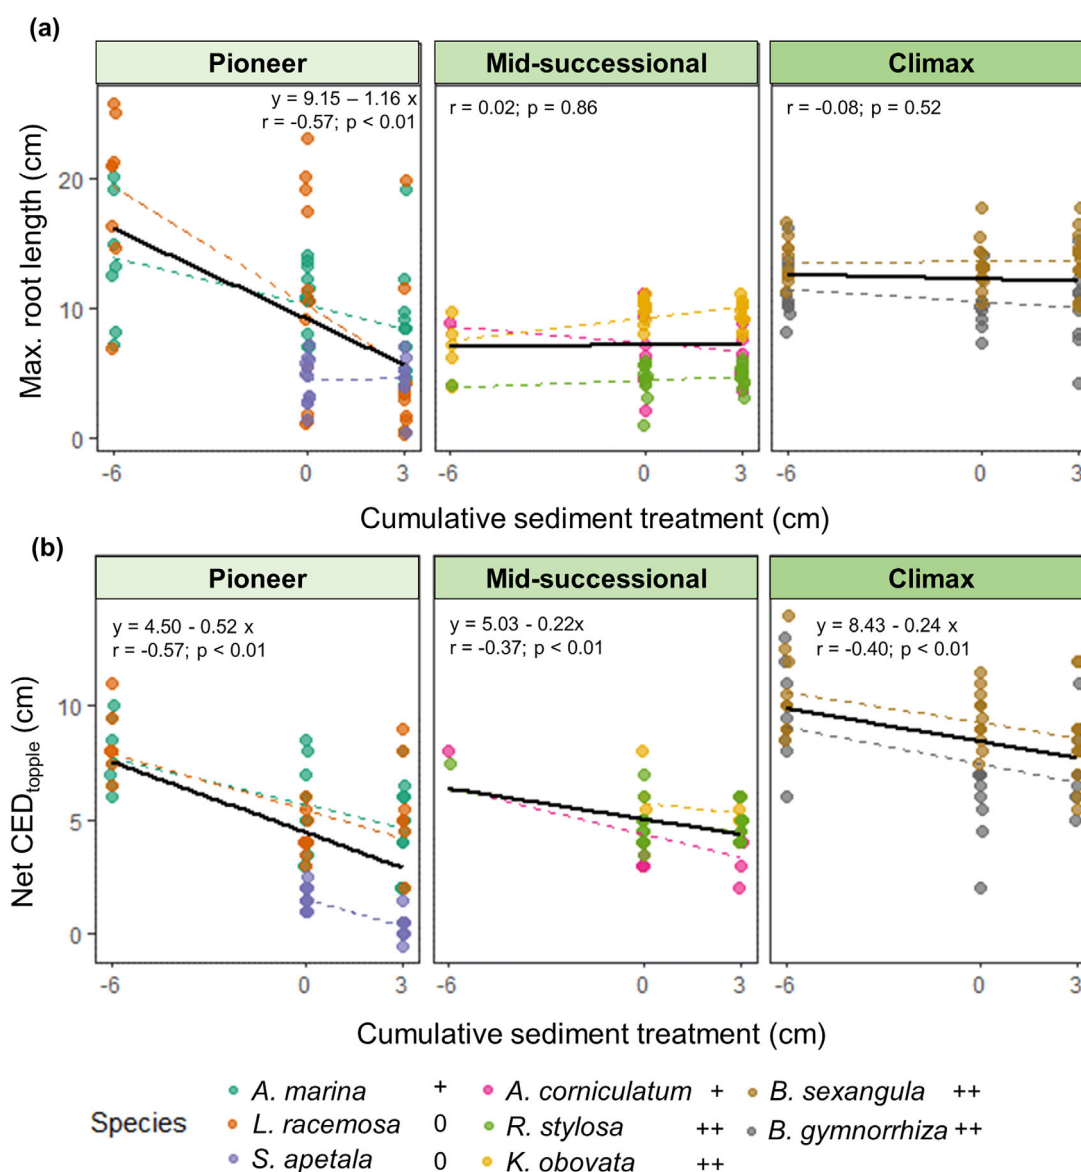 (a)
Pioneer Mid-successional Climax
y = 9.15 – 1.16 x
r = -0.57; p < 0.01
r = 0.02; p = 0.86
r = -0.08; p = 0.52
Max. root length (cm)
20
10
0
-6 0 3 -6 0 3 -6 0 3
Cumulative sediment treatment (cm)
(b)
Pioneer Mid-successional Climax
y = 4.50 - 0.52 x
r = -0.57; p < 0.01
y = 5.03 - 0.22x
r = -0.37; p < 0.01
y = 8.43 - 0.24 x
r = -0.40; p < 0.01
Net CEDtopple (cm)
10
5
0
-6 0 3 -6 0 3 -6 0 3
Cumulative sediment treatment (cm)
Species
A. marina +
L. racemosa 0
S. apetala 0
A. corniculatum +
R. stylosa ++
K. obovata ++
B. sexangula ++
B. gymnorrhiza ++